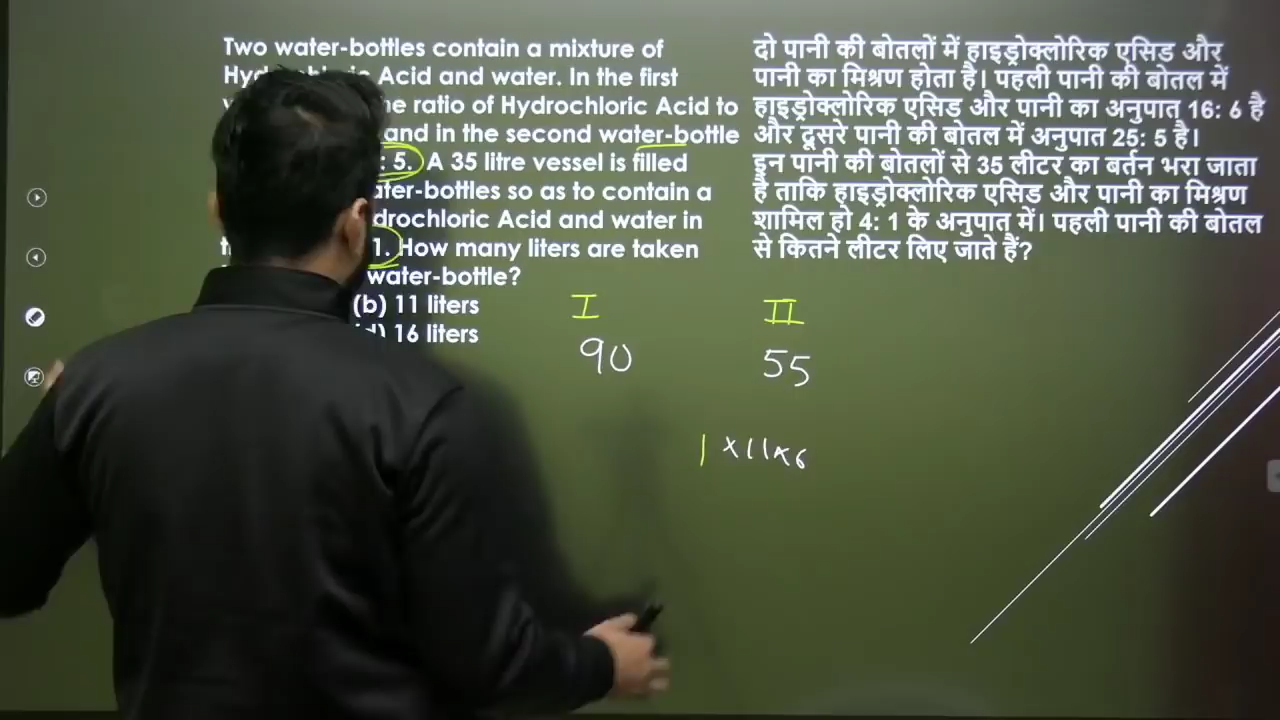 Two water-bottles contain a mixture of
Acid and water. In the first
ratio of Hydrochloric Acid to
and in the second water-bottle
: 5. A 35 litre vessel is filled
so as to contain a
Acid and water in
1. How many liters are taken
water-bottle?
(b) 11 liters
16 liters
दो पानी की बोतलों में हाइड्रोक्लोरिक एसिड और
पानी का मिश्रण होता है। पहली पानी की बोतल में
हाइड्रोक्लोरिक एसिड और पानी का अनुपात 16: 6 है
और दूसरे पानी की बोतल में अनुपात 25: 5 है।
इन पानी की बोतलों से 35 लीटर का बर्तन भरा जाता
है ताकि हाइड्रोक्लोरिक एसिड और पानी का मिश्रण
शामिल हो 4: 1 के अनुपात में। पहली पानी की बोतल
से कितने लीटर लिए जाते हैं?
I II
90 55
1 x 11 x 6